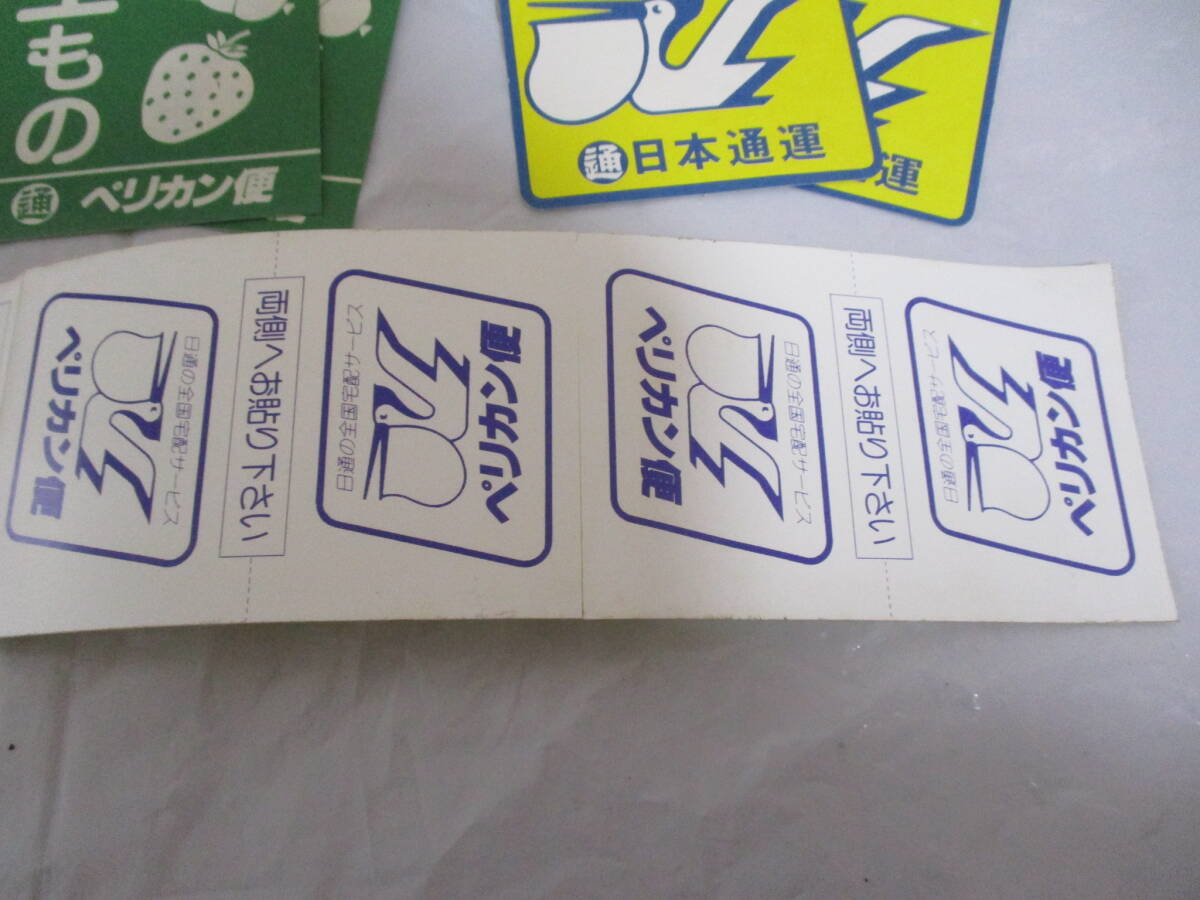 生もの
通 ペリカン便
通 日本通運
運
ペリカン便
日通の全国宅配サービス
両側へお貼り下さい
日通の全国宅配サービス
ペリカン便
ペリカン便
日通の全国宅配サービス
両側へお貼り下さい
日通の全国宅配サービス
ペリカン便